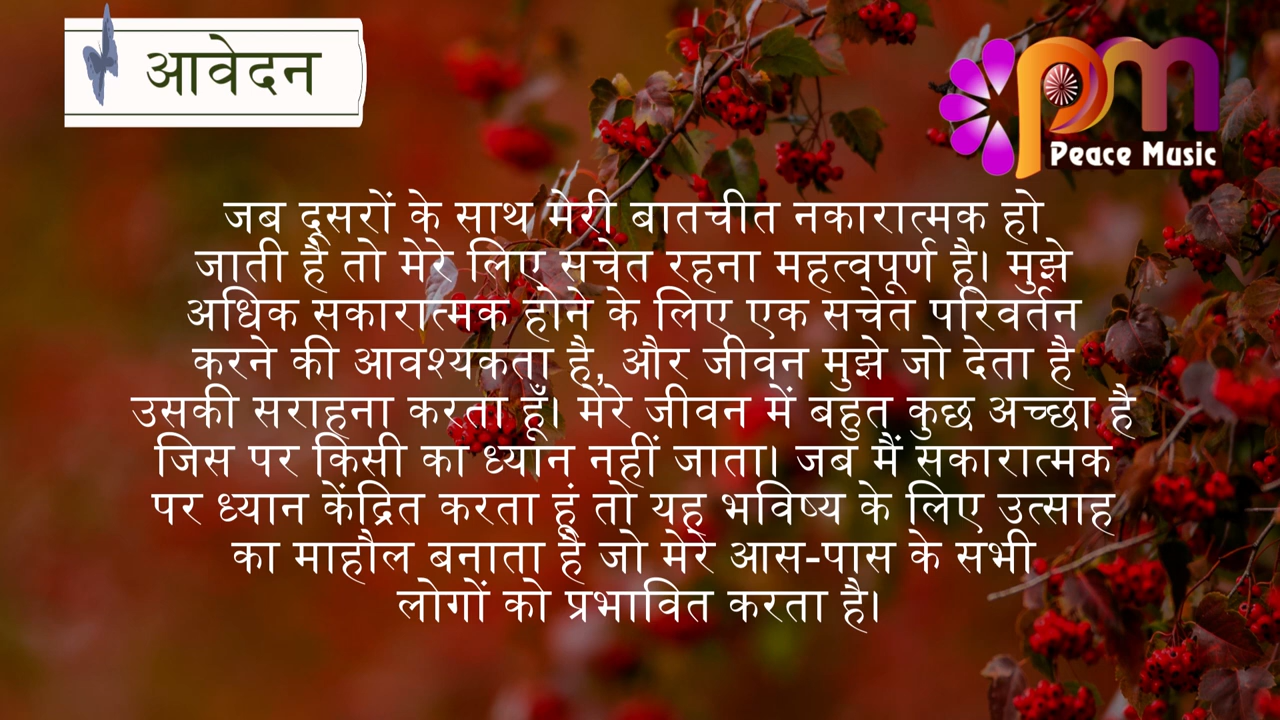 आवेदन
pm
Peace Music
जब दूसरों के साथ मेरी बातचीत नकारात्मक हो
जाती है तो मेरे लिए सचेत रहना महत्वपूर्ण है। मुझे
अधिक सकारात्मक होने के लिए एक सचेत परिवर्तन
करने की आवश्यकता है, और जीवन मुझे जो देता है
उसकी सराहना करता हूँ। मेरे जीवन में बहुत कुछ अच्छा है
जिस पर किसी का ध्यान नहीं जाता। जब मैं सकारात्मक
पर ध्यान केंद्रित करता हूं तो यह भविष्य के लिए उत्साह
का माहौल बनाता है जो मेरे आस-पास के सभी
लोगों को प्रभावित करता है।